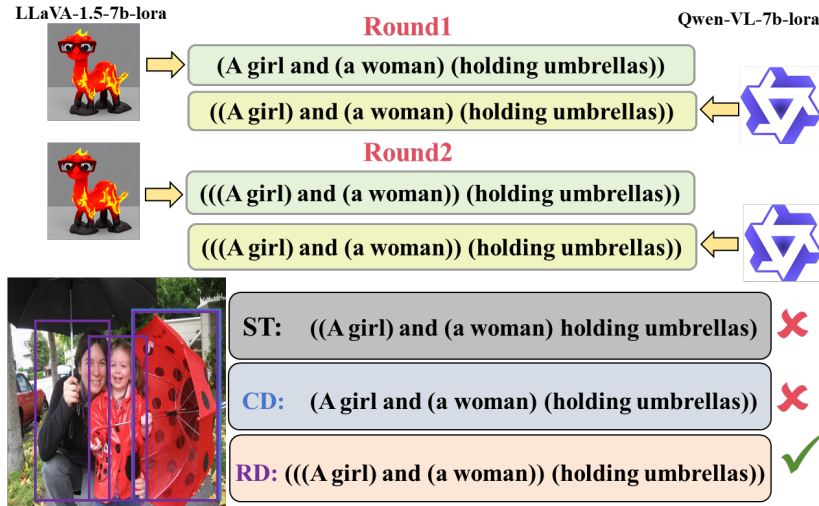 LLaVA-1.5-7b-lora
Qwen-VL-7b-lora
Round1
(A girl and (a woman) (holding umbrellas))
((A girl) and (a woman) (holding umbrellas))
Round2
(((A girl) and (a woman)) (holding umbrellas))
(((A girl) and (a woman)) (holding umbrellas))
ST: ((A girl) and (a woman) holding umbrellas)
CD: (A girl and (a woman) (holding umbrellas))
RD: (((A girl) and (a woman)) (holding umbrellas))